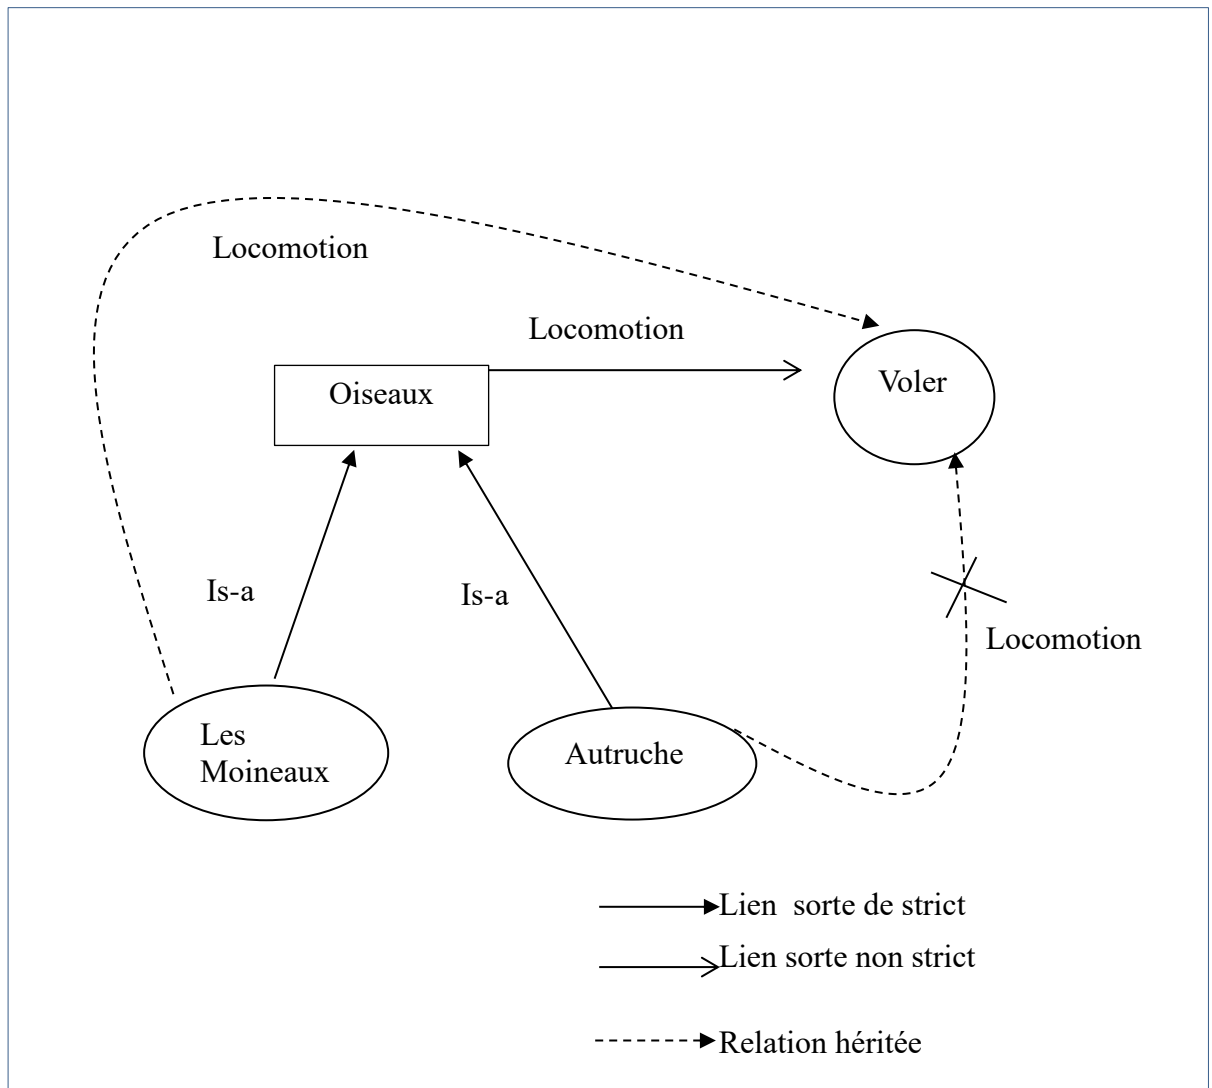 Locomotion
Locomotion
Oiseaux
Voler
Is-a
Is-a
Locomotion
Les
Moineaux
Autruche
Lien sorte de strict
Lien sorte non strict
Relation héritée